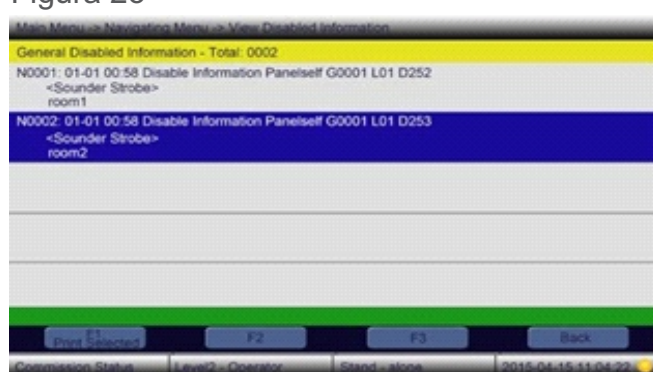 Figura 28
Main Menu -> Navigating Menu -> View Disabled Information
General Disabled Information - Total: 0002
N0001: 01-01 00:58 Disable Information Panelself G0001 L01 D252
<Sounder Strobe>
room1
N0002: 01-01 00:58 Disable Information Panelself G0001 L01 D253
<Sounder Strobe>
room2
F1
Print Selected
F2
F3
Back
Commission Status
Level2 - Operator
Stand - alone
2015-04-15 11:04:22